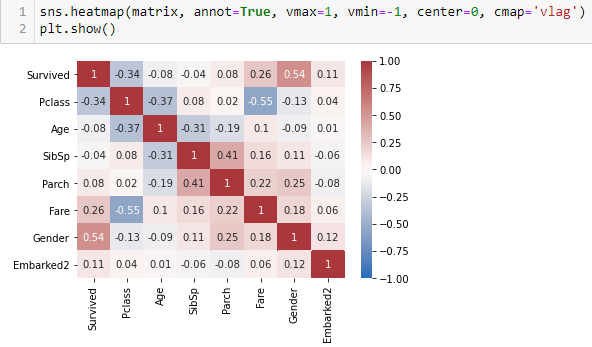 1 sns.heatmap(matrix, annot=True, vmax=1, vmin=-1, center=0, cmap='vlag')
2 plt.show()
Survived 1 -0.34 -0.08 -0.04 0.08 0.26 0.54 0.11
Pclass -0.34 1 -0.37 0.08 0.02 -0.55 -0.13 0.04
Age -0.08 -0.37 1 -0.31 -0.19 0.1 -0.09 0.01
SibSp -0.04 0.08 -0.31 1 0.41 0.16 0.11 -0.06
Parch 0.08 0.02 -0.19 0.41 1 0.22 0.25 -0.08
Fare 0.26 -0.55 0.1 0.16 0.22 1 0.18 0.06
Gender 0.54 -0.13 -0.09 0.11 0.25 0.18 1 0.12
Embarked2 0.11 0.04 0.01 -0.06 -0.08 0.06 0.12 1
Survived Pclass Age SibSp Parch Fare Gender Embarked2
1.00
0.75
0.50
0.25
0.00
−0.25
−0.50
−0.75
−1.00